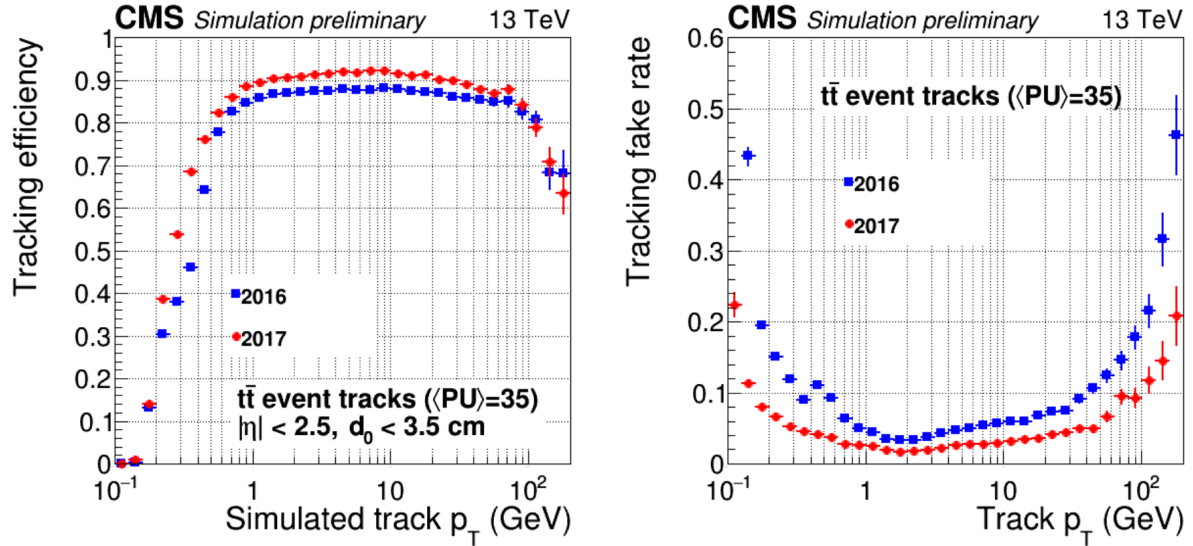 CMS Simulation preliminary 13 TeV
Tracking efficiency
1
0.9
0.8
0.7
0.6
0.5
0.4
0.3
0.2
0.1
0
2016
2017
tt̄ event tracks (⟨PU⟩=35)
|η| < 2.5, d₀ < 3.5 cm
10⁻¹ 1 10 10²
Simulated track p_T (GeV)
CMS Simulation preliminary 13 TeV
Tracking fake rate
0.6
0.5
0.4
0.3
0.2
0.1
0
tt̄ event tracks (⟨PU⟩=35)
2016
2017
10⁻¹ 1 10 10²
Track p_T (GeV)